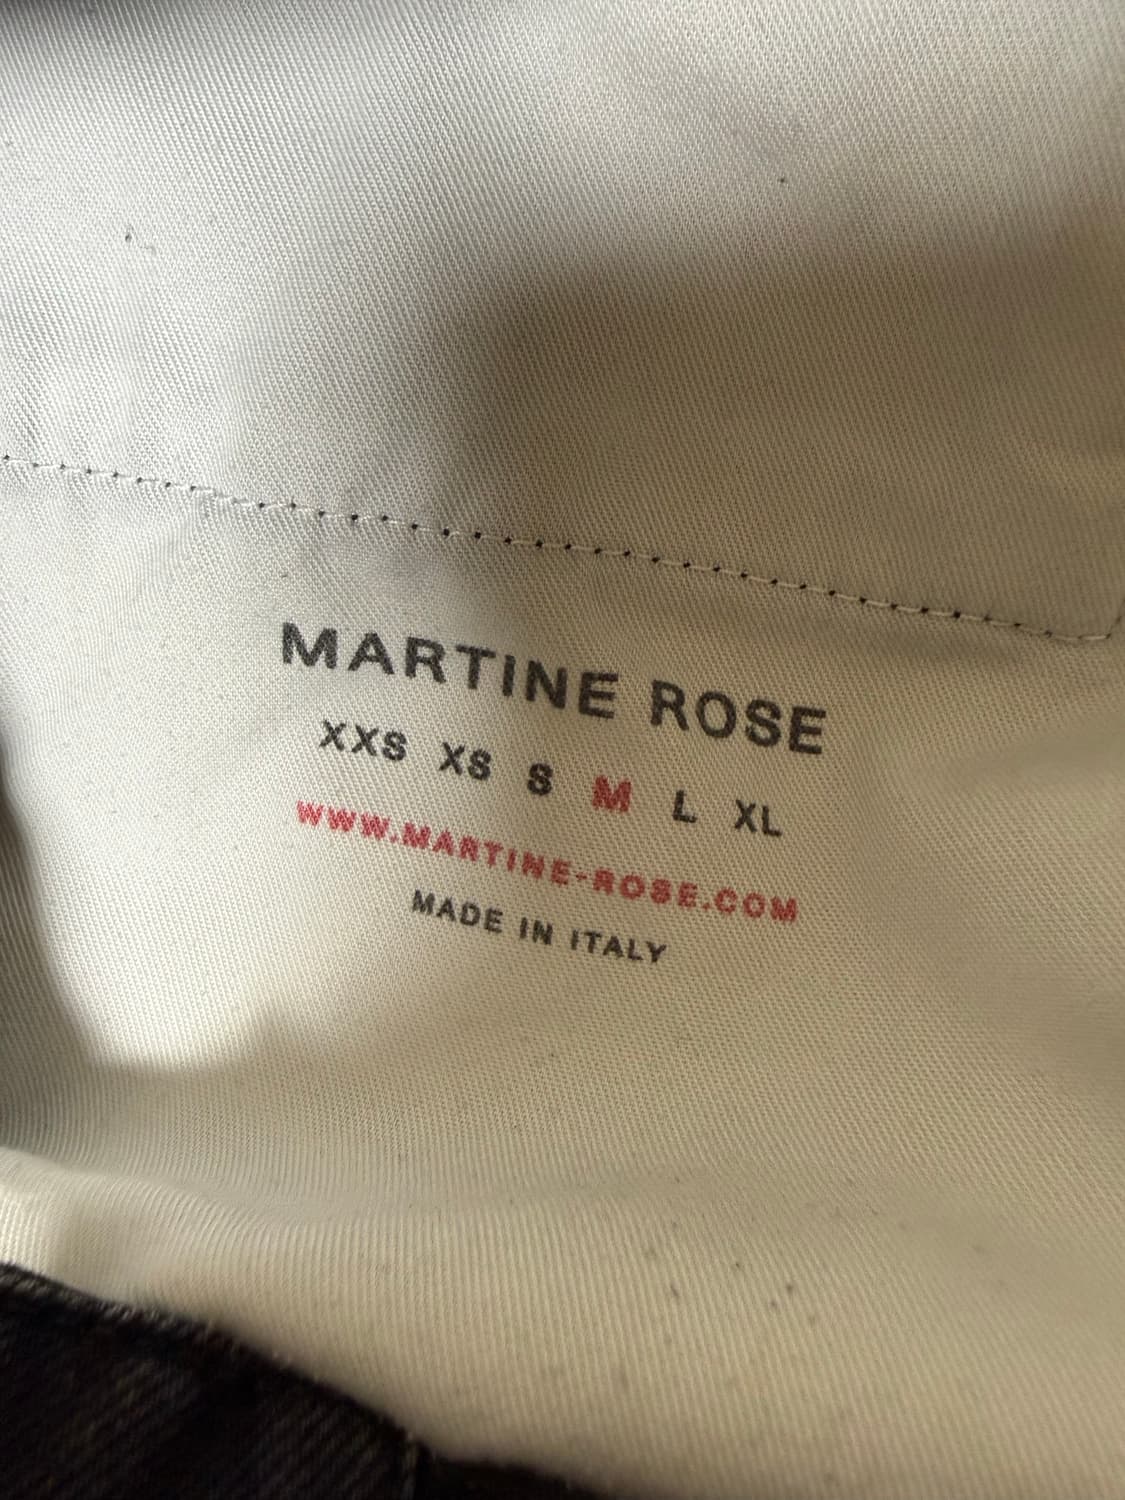 MARTINE ROSE
XXS XS S M L XL
WWW.MARTINE-ROSE.COM
MADE IN ITALY